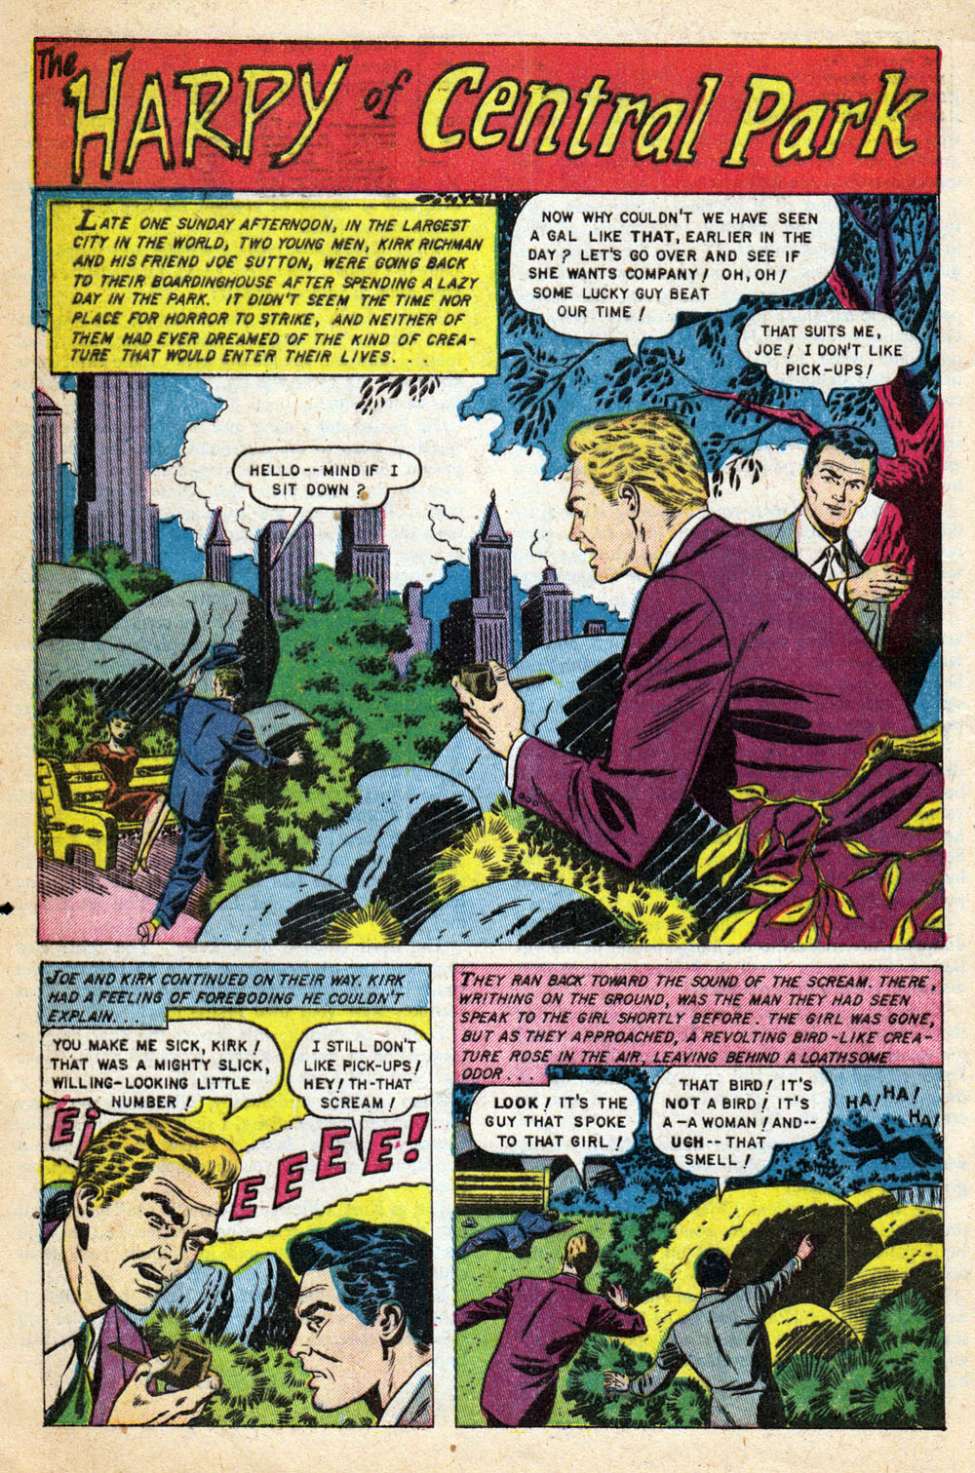 The HARPY of Central Park
LATE ONE SUNDAY AFTERNOON, IN THE LARGEST
CITY IN THE WORLD, TWO YOUNG MEN, KIRK RICHMAN
AND HIS FRIEND JOE SUTTON, WERE GOING BACK
TO THEIR BOARDINGHOUSE AFTER SPENDING A LAZY
DAY IN THE PARK. IT DIDN'T SEEM THE TIME NOR
PLACE FOR HORROR TO STRIKE, AND NEITHER OF
THEM HAD EVER DREAMED OF THE KIND OF CREA-
TURE THAT WOULD ENTER THEIR LIVES. . .
NOW WHY COULDN'T WE HAVE SEEN
A GAL LIKE THAT, EARLIER IN THE
DAY? LET'S GO OVER AND SEE IF
SHE WANTS COMPANY! OH, OH!
SOME LUCKY GUY BEAT
OUR TIME!
THAT SUITS ME,
JOE! I DON'T LIKE
PICK-UPS!
HELLO--MIND IF I
SIT DOWN?
JOE AND KIRK CONTINUED ON THEIR WAY. KIRK
HAD A FEELING OF FOREBODING HE COULDN'T
EXPLAIN. . .
YOU MAKE ME SICK, KIRK!
THAT WAS A MIGHTY SLICK,
WILLING-LOOKING LITTLE
NUMBER!
I STILL DON'T
LIKE PICK-UPS!
HEY! TH-THAT
SCREAM!
EEEEEE!
THEY RAN BACK TOWARD THE SOUND OF THE SCREAM. THERE,
WRITHING ON THE GROUND, WAS THE MAN THEY HAD SEEN
SPEAK TO THE GIRL SHORTLY BEFORE. THE GIRL WAS GONE,
BUT AS THEY APPROACHED, A REVOLTING BIRD-LIKE CREA-
TURE ROSE IN THE AIR, LEAVING BEHIND A LOATHSOME
ODOR . . .
LOOK! IT'S THE
GUY THAT SPOKE
TO THAT GIRL!
THAT BIRD! IT'S
NOT A BIRD! IT'S
A-A WOMAN! AND--
UGH-- THAT
SMELL!
HA! HA!
HA!